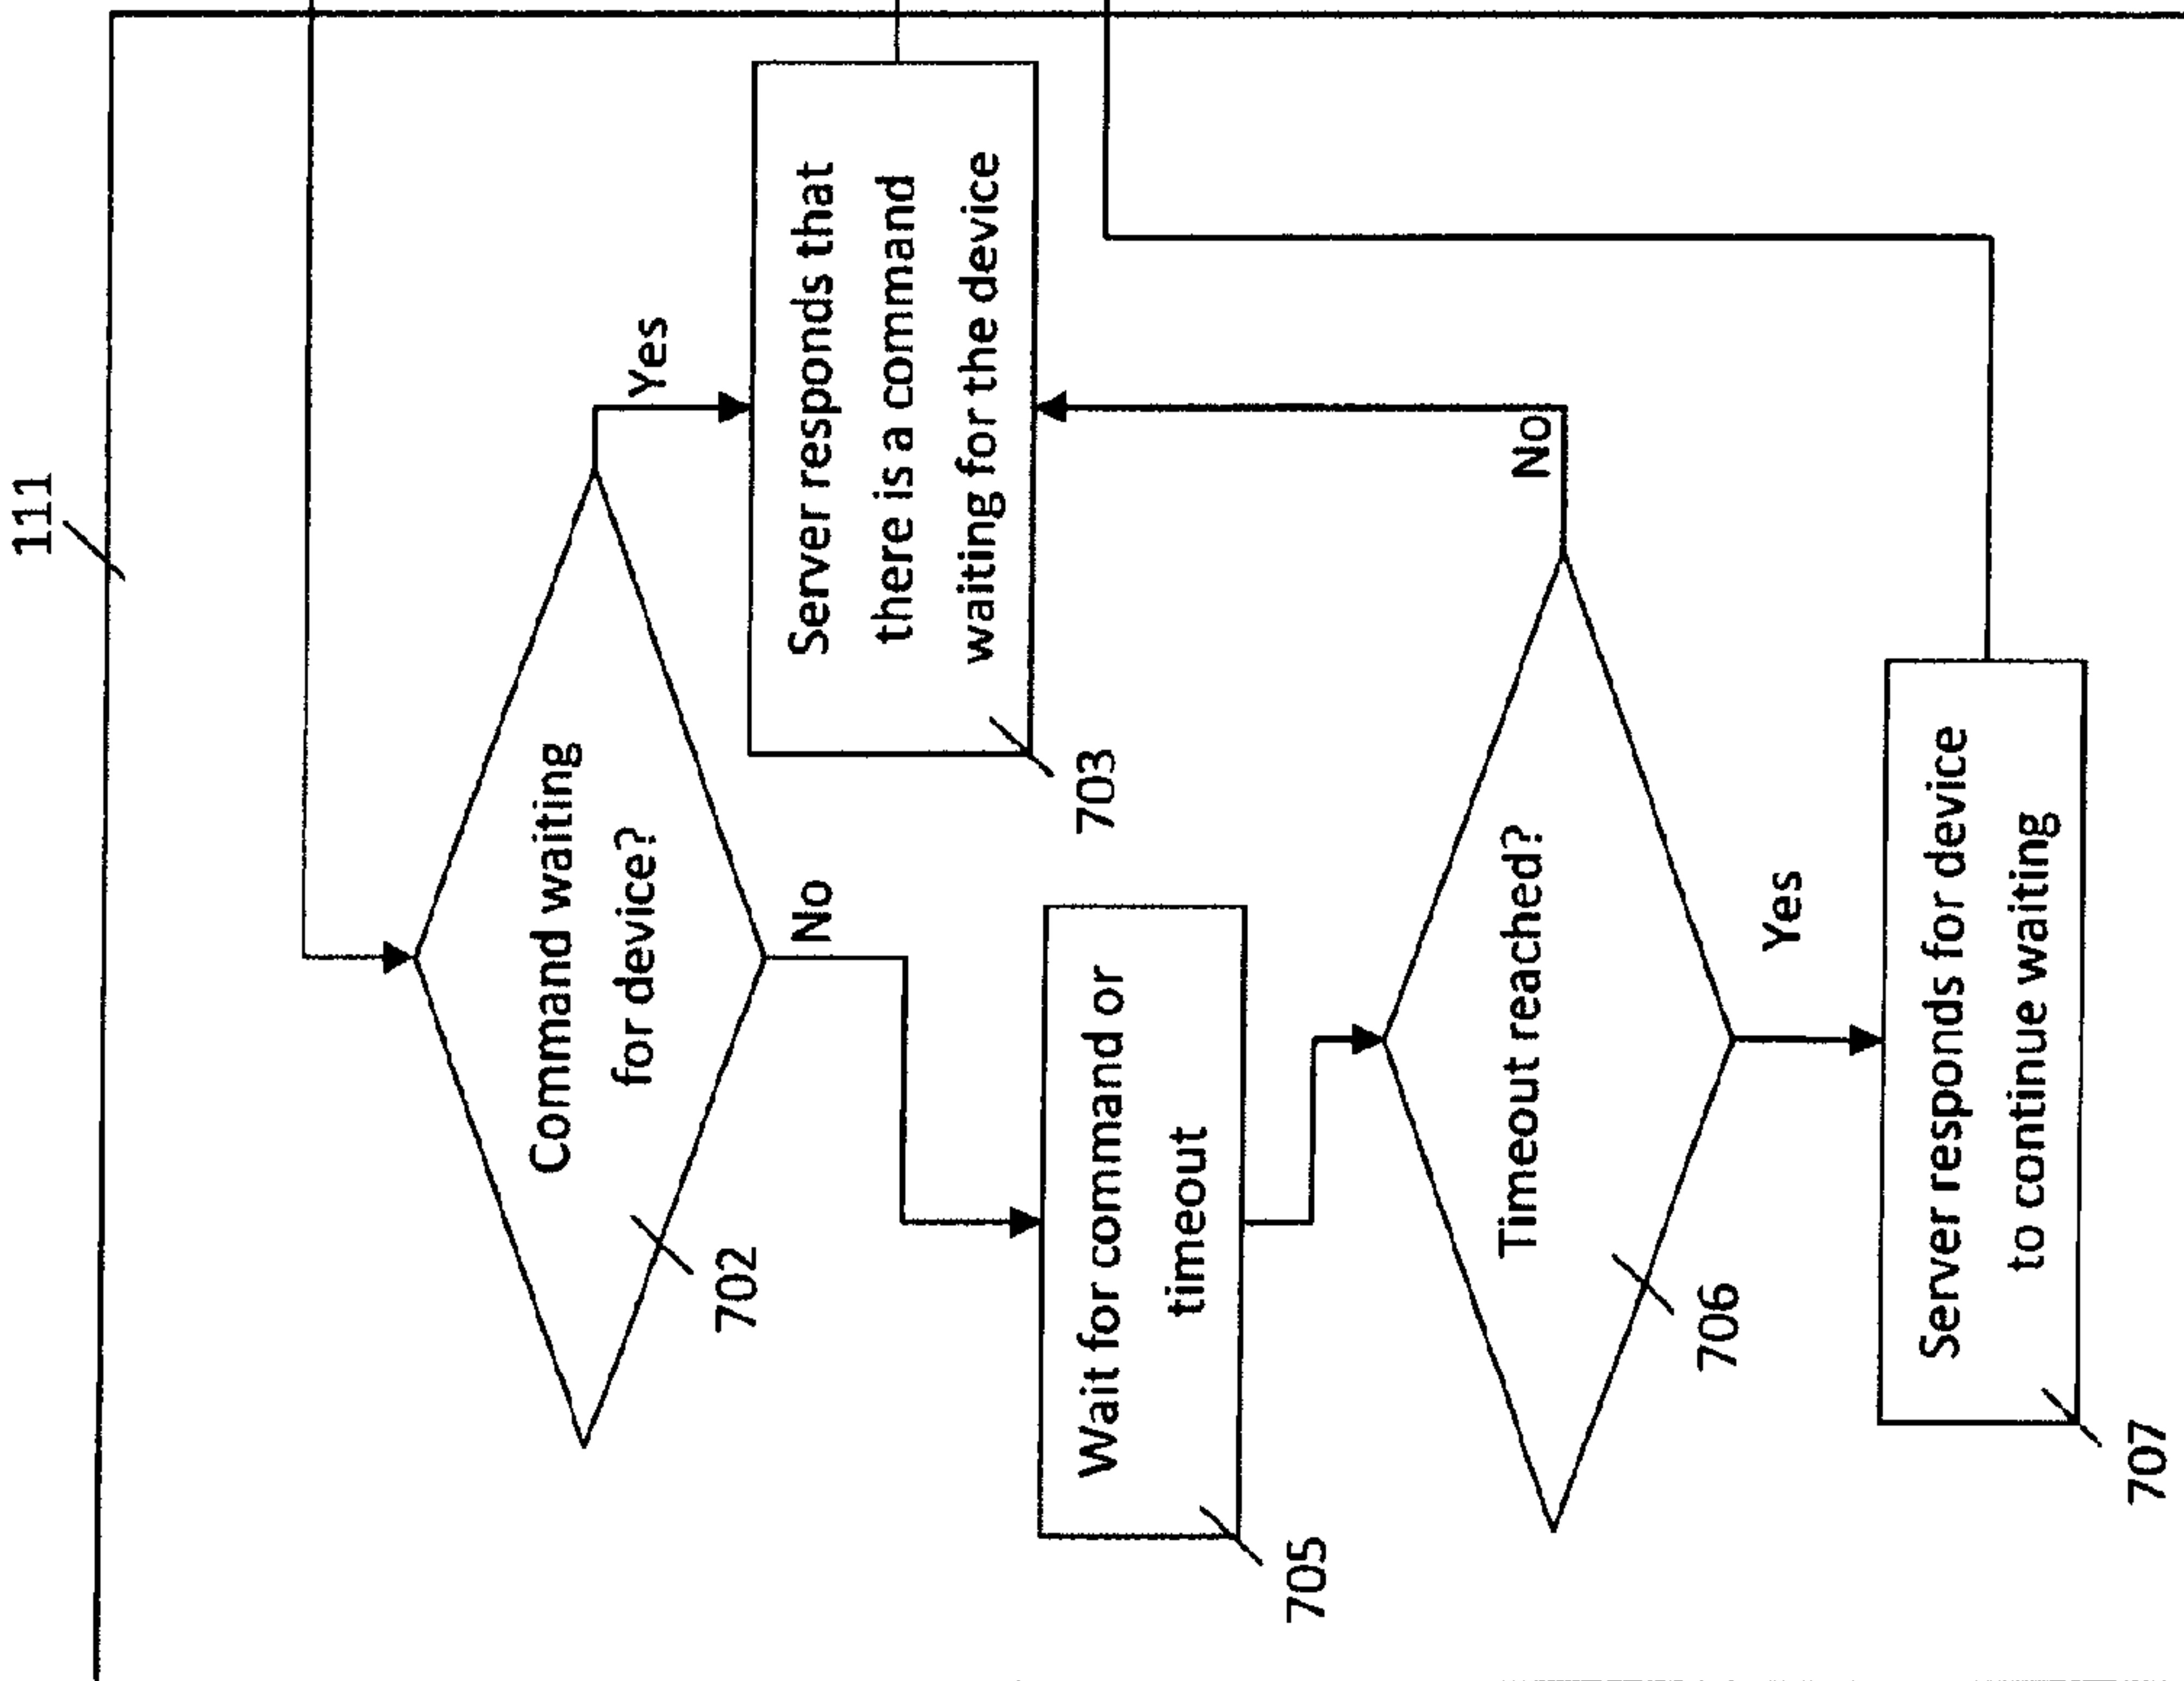 111
Command waiting
for device?
702
Yes
No
Server responds that
there is a command
waiting for the device
703
Wait for command or
timeout
705
Timeout reached?
706
No
Yes
Server responds for device
to continue waiting
707